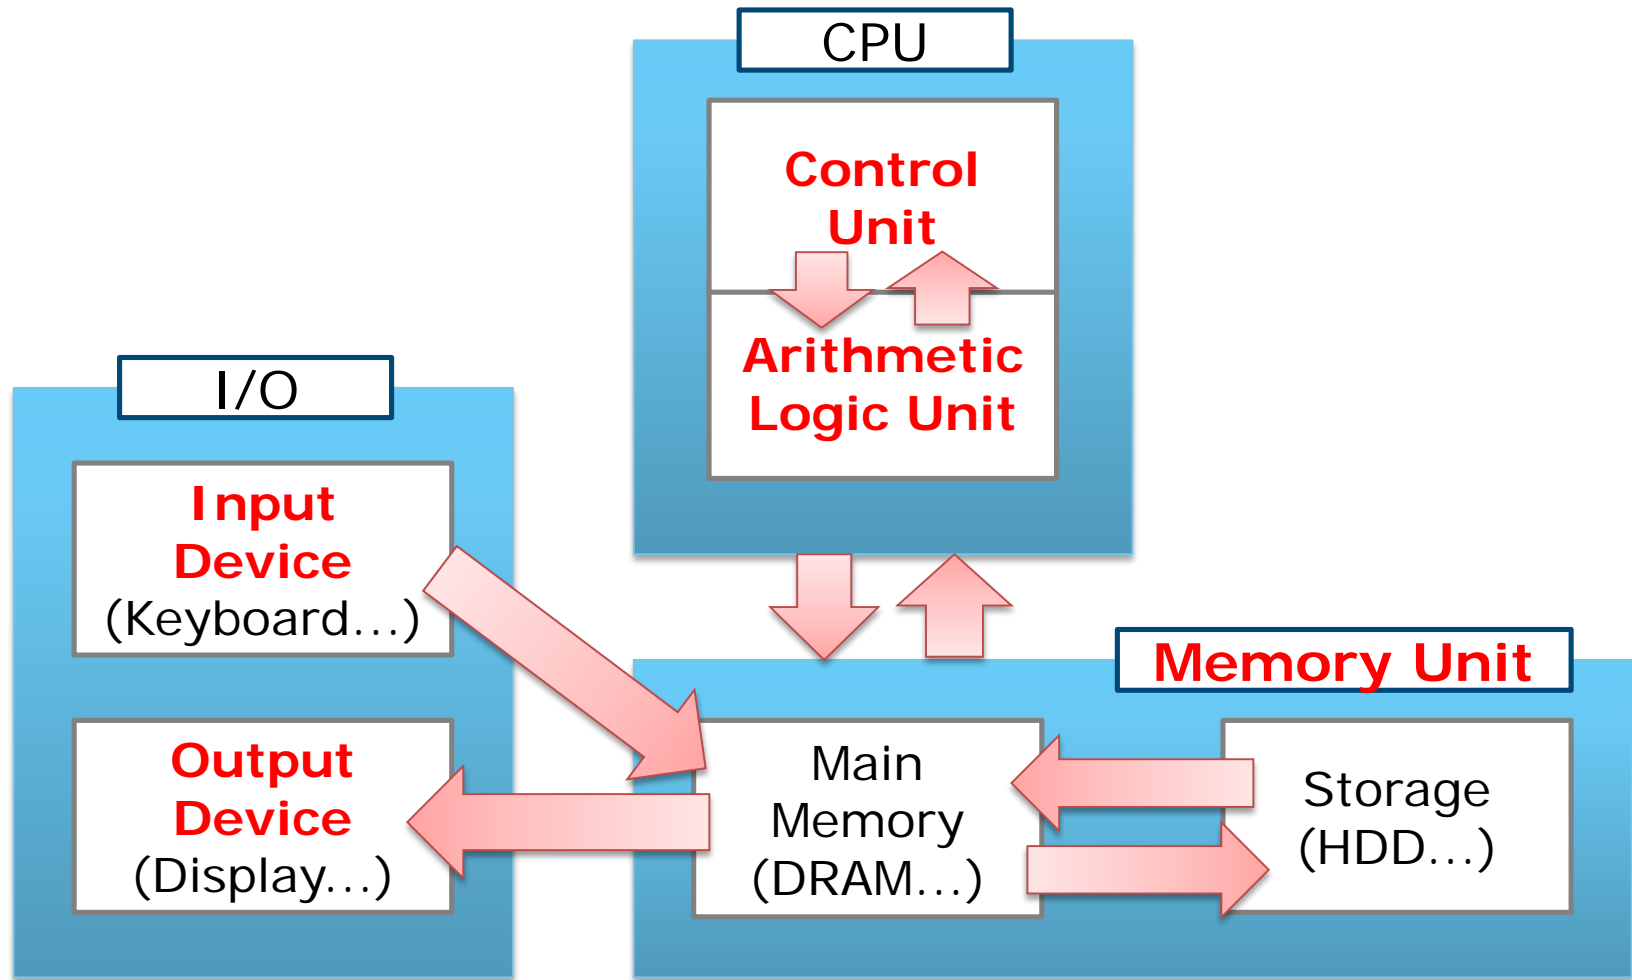 CPU
Control
Unit
Arithmetic
Logic Unit
I/O
Input
Device
(Keyboard...)
Output
Device
(Display...)
Memory Unit
Main
Memory
(DRAM...)
Storage
(HDD...)